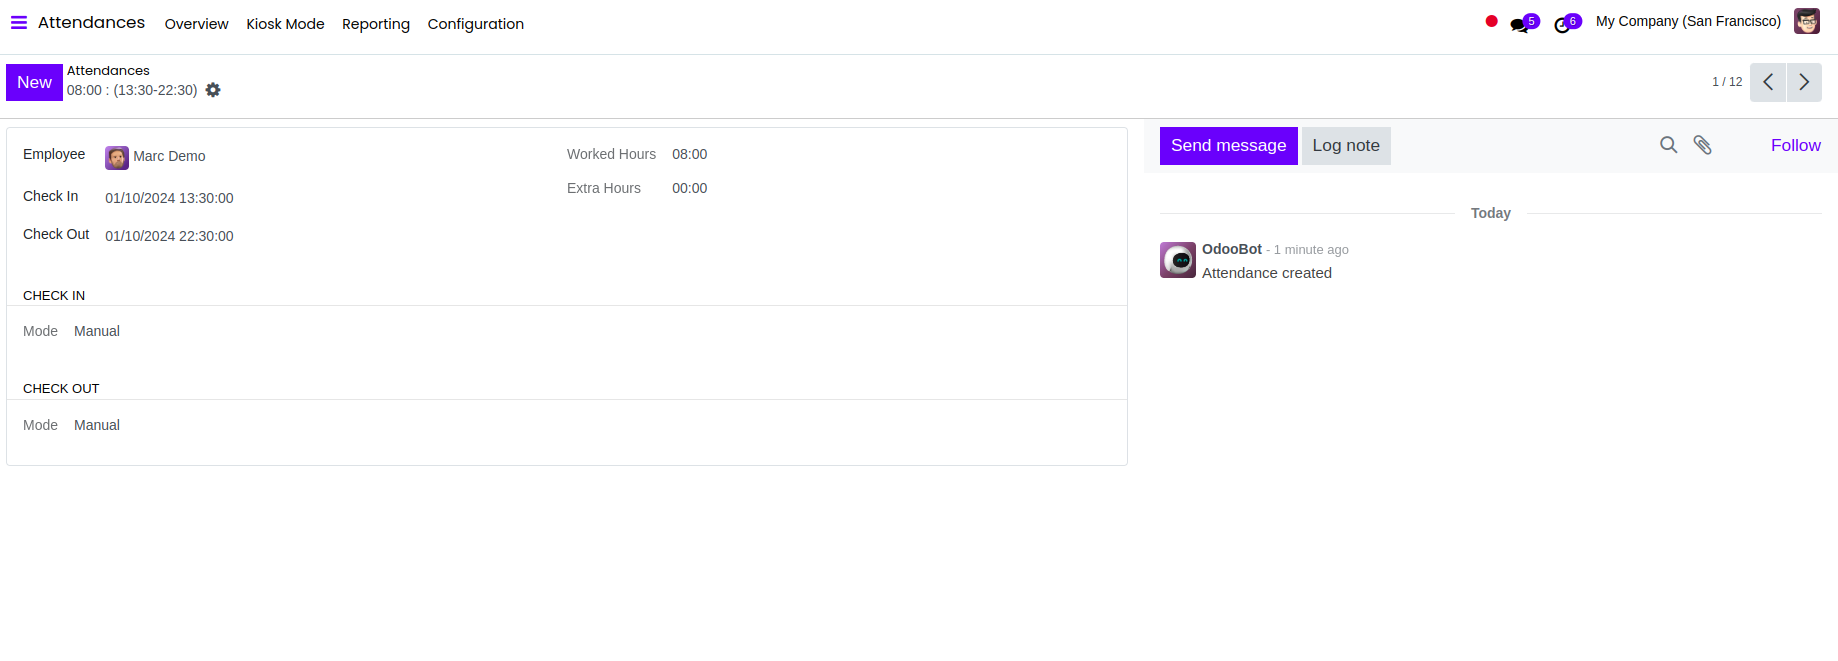 Attendances Overview Kiosk Mode Reporting Configuration 5 6 My Company (San Francisco)
New
Attendances
08:00 : (13:30-22:30)
1 / 12
Employee Marc Demo
Worked Hours 08:00
Check In 01/10/2024 13:30:00
Extra Hours 00:00
Check Out 01/10/2024 22:30:00
CHECK IN
Mode Manual
CHECK OUT
Mode Manual
Send message Log note Follow
Today
OdooBot - 1 minute ago
Attendance created